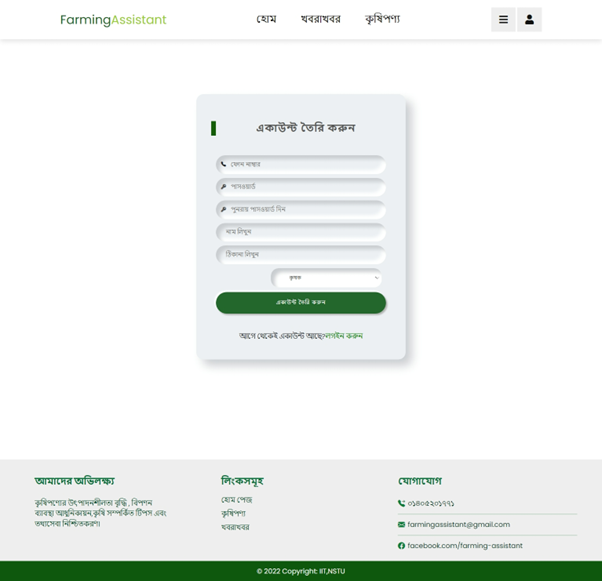 FarmingAssistant
হোম খবরাখবর কৃষিপণ্য
একাউন্ট তৈরি করুন
ফোন নাম্বার
পাসওয়ার্ড
পুনরায় পাসওয়ার্ড দিন
নাম লিখুন
ঠিকানা লিখুন
কৃষক
একাউন্ট তৈরি করুন
আগে থেকেই একাউন্ট আছে?লগইন করুন
আমাদের অভিলক্ষ্য
কৃষিপণ্যের উৎপাদনশীলতা বৃদ্ধি , বিপণন
ব্যবস্থা আধুনিকায়ন,কৃষি সম্পর্কিত টিপস এবং
তথ্যসেবা নিশ্চিতকরণ।
লিংকসমূহ
হোম পেজ
কৃষিপণ্য
খবরাখবর
যোগাযোগ
০১৪০৫২০১৭৭১
farmingassistant@gmail.com
facebook.com/farming-assistant
© 2022 Copyright: IIT,NSTU